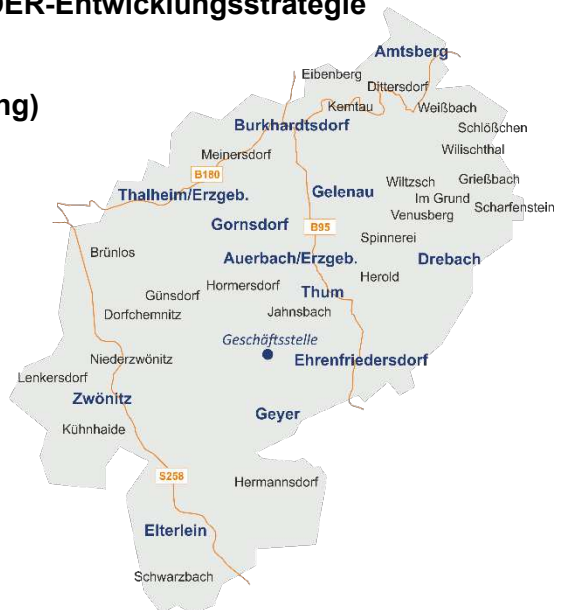 DER-Entwicklungsstrategie
ng)
Amtsberg
Eibenberg
Dittersdorf
Kemtau
Weißbach
Burkhardtsdorf
Schlößchen
Meinersdorf
Wilischthal
B180
Grießbach
Wiltzsch
Thalheim/Erzgeb.
Gelenau
Im Grund
Scharfenstein
Venusberg
Gornsdorf
B95
Spinnerei
Brünlos
Auerbach/Erzgeb.
Drebach
Herold
Hormersdorf
Günsdorf
Thum
Dorfchemnitz
Jahnsbach
Geschäftsstelle
Niederzwönitz
Ehrenfriedersdorf
Lenkersdorf
Zwönitz
Geyer
Kühnhaide
S258
Hermannsdorf
Elterlein
Schwarzbach